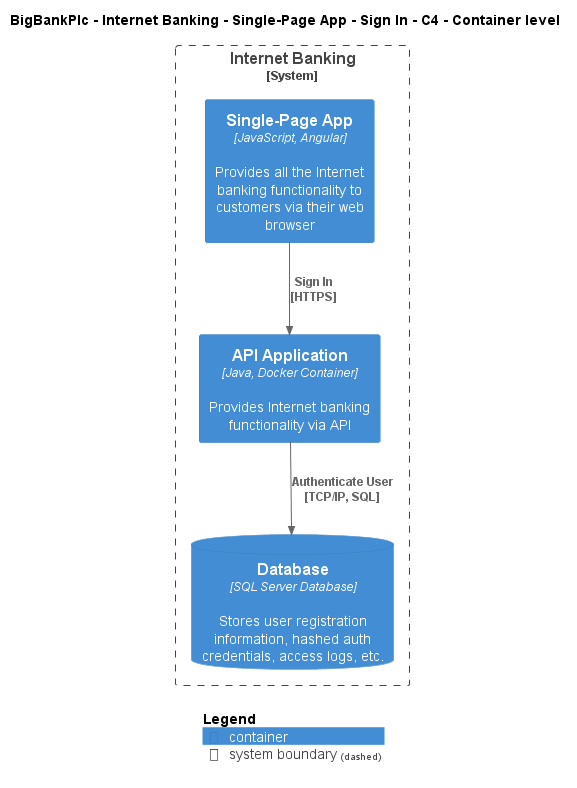 BigBankPlc - Internet Banking - Single-Page App - Sign In - C4 - Container level
Internet Banking
[System]
Single-Page App
[JavaScript, Angular]
Provides all the Internet
banking functionality to
customers via their web
browser
Sign In
[HTTPS]
API Application
[Java, Docker Container]
Provides Internet banking
functionality via API
Authenticate User
[TCP/IP, SQL]
Database
[SQL Server Database]
Stores user registration
information, hashed auth
credentials, access logs, etc.
Legend
container
system boundary (dashed)